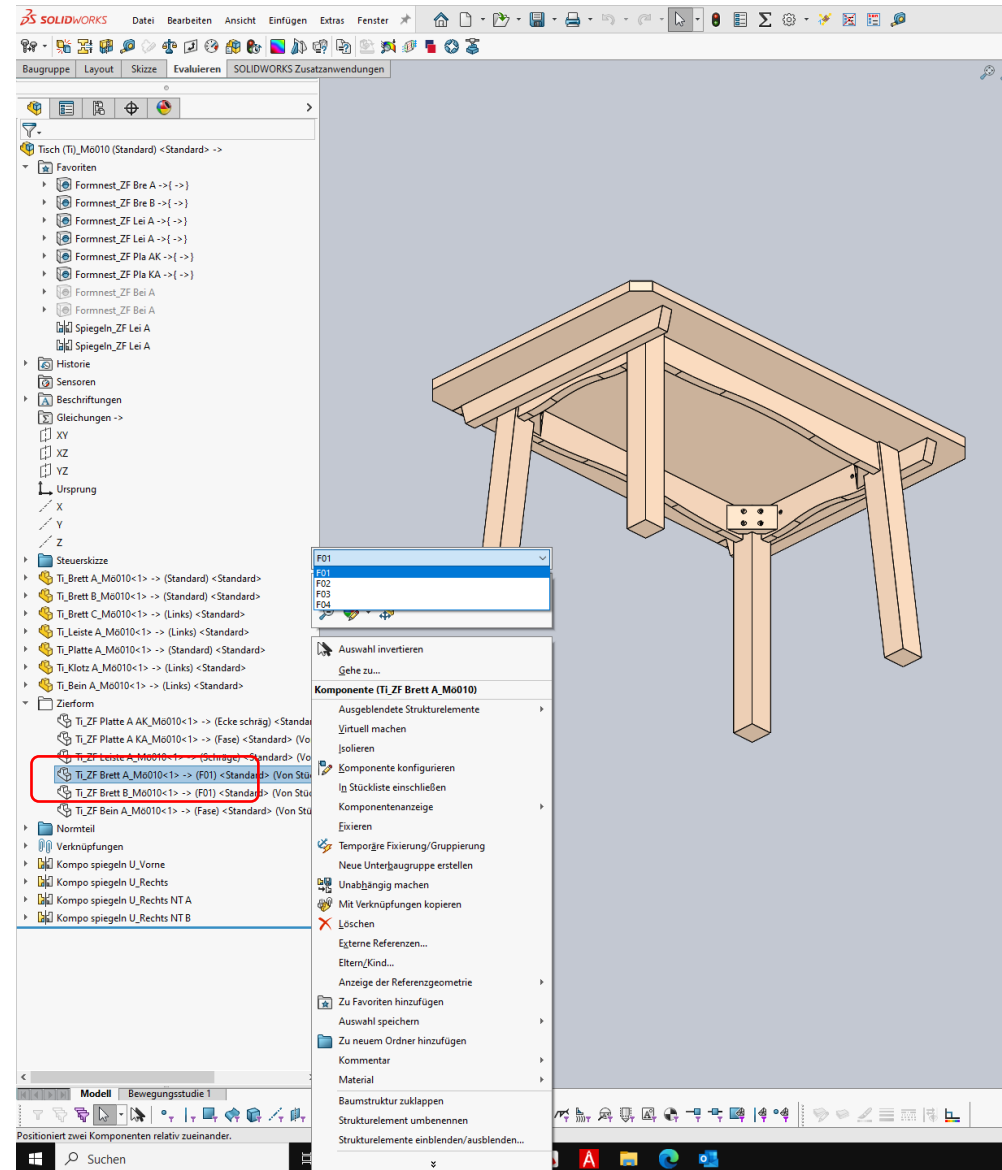 SOLIDWORKS Datei Bearbeiten Ansicht Einfügen Extras Fenster
Baugruppe Layout Skizze Evaluieren SOLIDWORKS Zusatzanwendungen
Tisch (Ti)_Mö010 (Standard) <Standard> ->
Favoriten
Formnest_ZF Bre A ->{ ->}
Formnest_ZF Bre B ->{ ->}
Formnest_ZF Lei A ->{ ->}
Formnest_ZF Lei A ->{ ->}
Formnest_ZF Pla AK ->{ ->}
Formnest_ZF Pla KA ->{ ->}
Formnest_ZF Bei A
Formnest_ZF Bei A
Spiegeln_ZF Lei A
Spiegeln_ZF Lei A
Historie
Sensoren
Beschriftungen
Gleichungen ->
XY
XZ
YZ
Ursprung
X
Y
Z
Steuerskizze
Ti_Brett A_Mö010<1> -> (Standard) <Standard>
Ti_Brett B_Mö010<1> -> (Standard) <Standard>
Ti_Brett C_Mö010<1> -> (Links) <Standard>
Ti_Leiste A_Mö010<1> -> (Links) <Standard>
Ti_Platte A_Mö010<1> -> (Standard) <Standard>
Ti_Klotz A_Mö010<1> -> (Links) <Standard>
Ti_Bein A_Mö010<1> -> (Links) <Standard>
Zierform
Ti_ZF Platte A AK_Mö010<1> -> (Ecke schräg) <Standar
Ti_ZF Platte A KA_Mö010<1> -> (Fase) <Standard> (Vo
Ti_ZF Leiste A_Mö010<1> -> (Schräge) <Standard> (Vo
Ti_ZF Brett A_Mö010<1> -> (F01) <Standard> (Von Stü
Ti_ZF Brett B_Mö010<1> -> (F01) <Standard> (Von Stü
Ti_ZF Bein A_Mö010<1> -> (Fase) <Standard> (Von Stü
Normteil
Verknüpfungen
Kompo spiegeln U_Vorne
Kompo spiegeln U_Rechts
Kompo spiegeln U_Rechts NT A
Kompo spiegeln U_Rechts NT B
F01
F01
F02
F03
F04
Auswahl invertieren
Gehe zu...
Komponente (Ti_ZF Brett A_Mö010)
Ausgeblendete Strukturelemente
Virtuell machen
Isolieren
Komponente konfigurieren
In Stückliste einschließen
Komponentenanzeige
Fixieren
Temporäre Fixierung/Gruppierung
Neue Unterbaugruppe erstellen
Unabhängig machen
Mit Verknüpfungen kopieren
Löschen
Externe Referenzen...
Eltern/Kind...
Anzeige der Referenzgeometrie
Zu Favoriten hinzufügen
Auswahl speichern
Zu neuem Ordner hinzufügen
Kommentar
Material
Baumstruktur zuklappen
Strukturelement umbenennen
Strukturelemente einblenden/ausblenden...
Modell Bewegungsstudie 1
Positioniert zwei Komponenten relativ zueinander.
Suchen